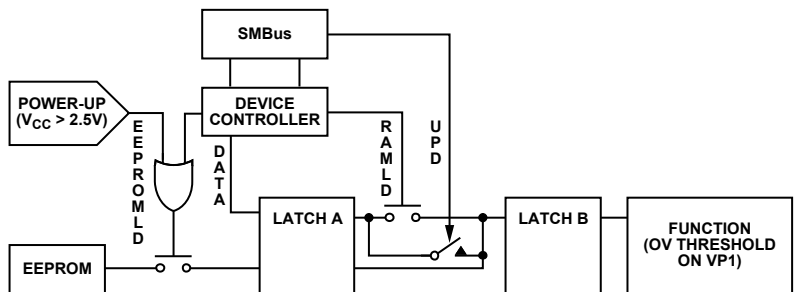 SMBus
POWER-UP
(VCC > 2.5V)
EEPROMLD
DEVICE
CONTROLLER
DATA
RAMLD
UPD
LATCH A
LATCH B
FUNCTION
(OV THRESHOLD
ON VP1)
EEPROM